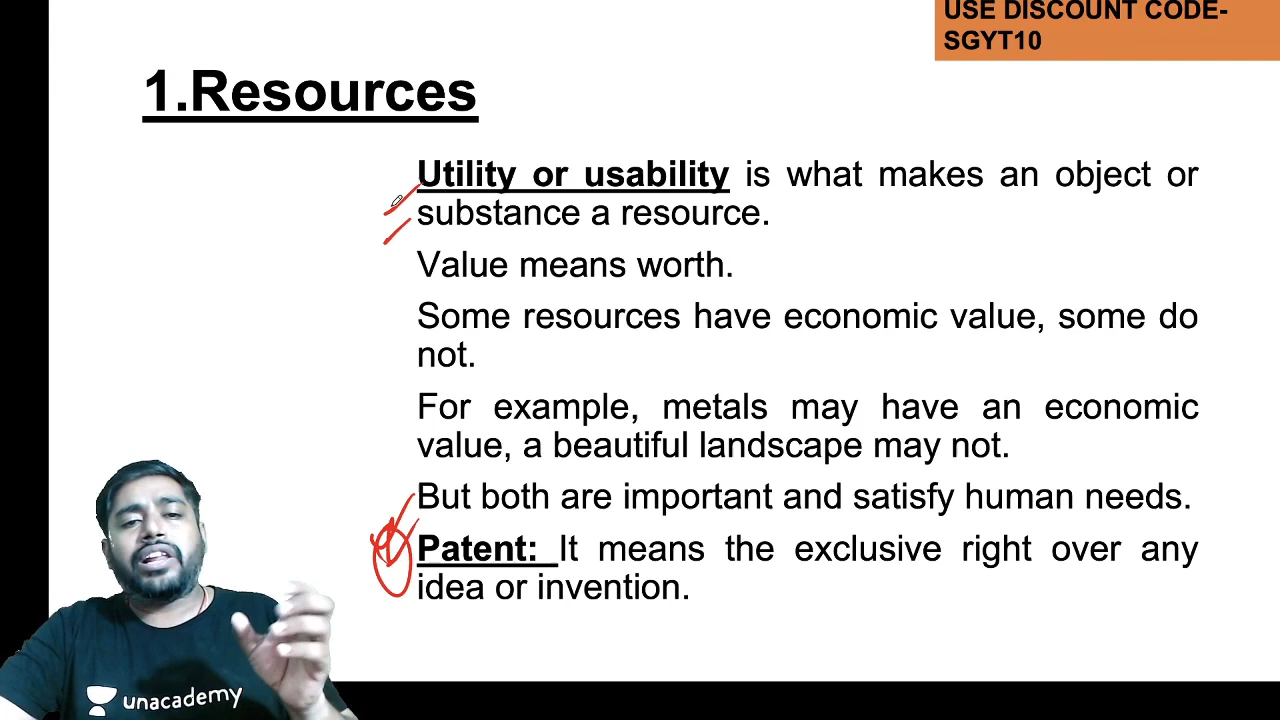 USE DISCOUNT CODE-
SGYT10
1.Resources
Utility or usability is what makes an object or
substance a resource.
Value means worth.
Some resources have economic value, some do
not.
For example, metals may have an economic
value, a beautiful landscape may not.
But both are important and satisfy human needs.
Patent: It means the exclusive right over any
idea or invention.
unacademy